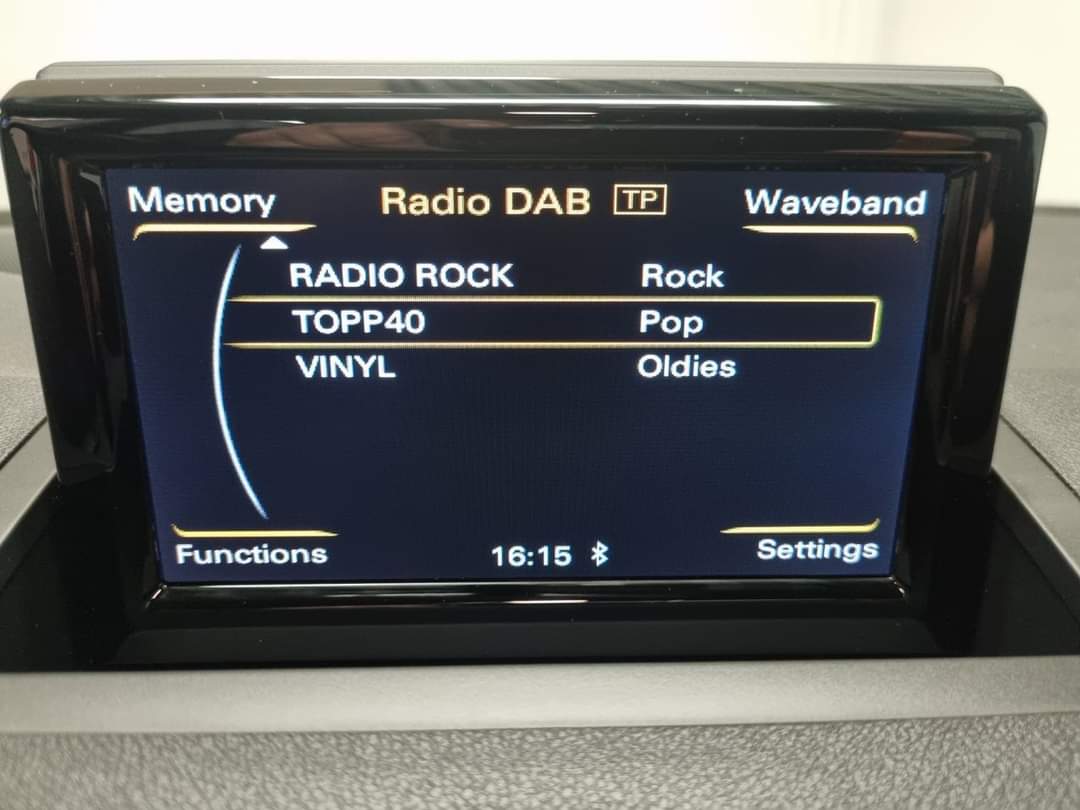 Memory Radio DAB TP Waveband
RADIO ROCK Rock
TOPP40 Pop
VINYL Oldies
Functions 16:15 Settings